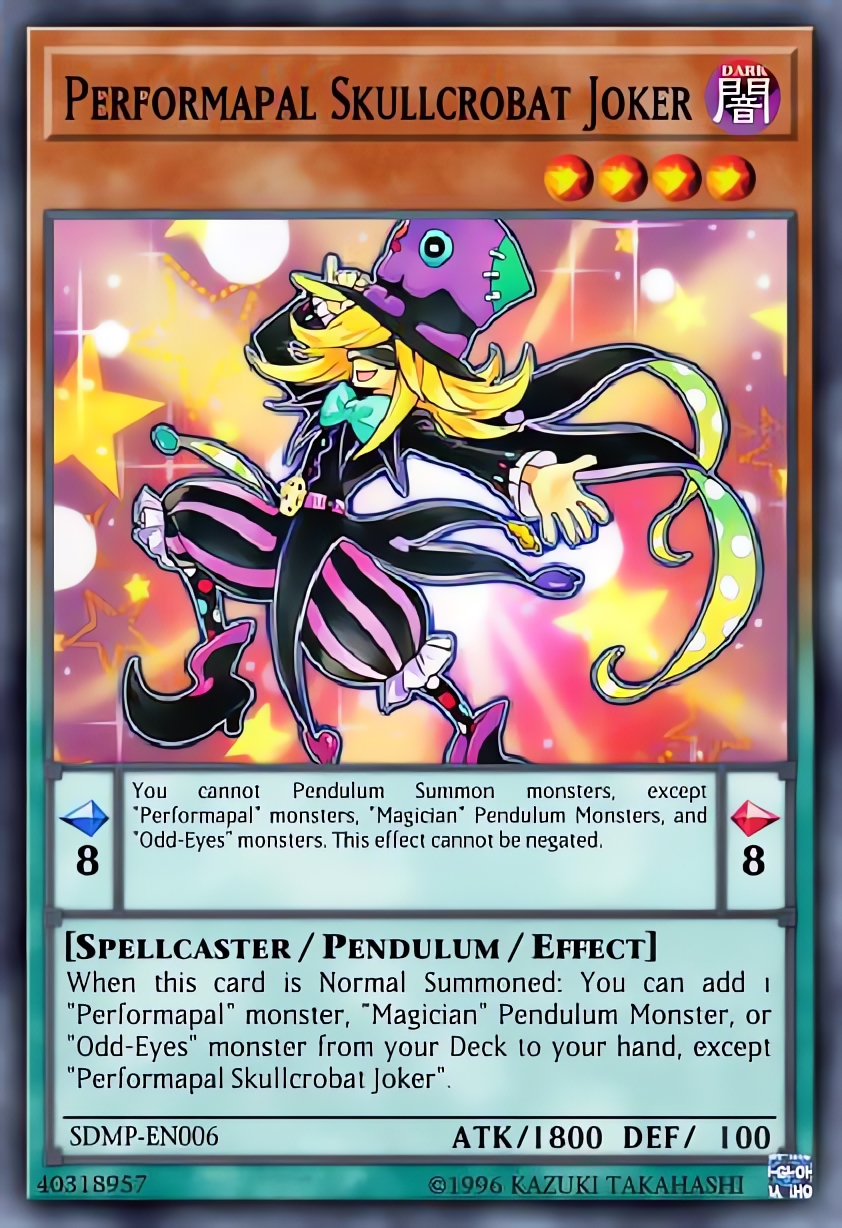 PERFORMAPAL SKULLCROBAT JOKER
DARK
闇
You cannot Pendulum Summon monsters, except
"Performapal" monsters, "Magician" Pendulum Monsters, and
"Odd-Eyes" monsters. This effect cannot be negated.
8
8
[SPELLCASTER / PENDULUM / EFFECT]
When this card is Normal Summoned: You can add 1
"Performapal" monster, "Magician" Pendulum Monster, or
"Odd-Eyes" monster from your Deck to your hand, except
"Performapal Skullcrobat Joker".
SDMP-EN006 ATK/1800 DEF/ 100
40318957 ©1996 KAZUKI TAKAHASHI